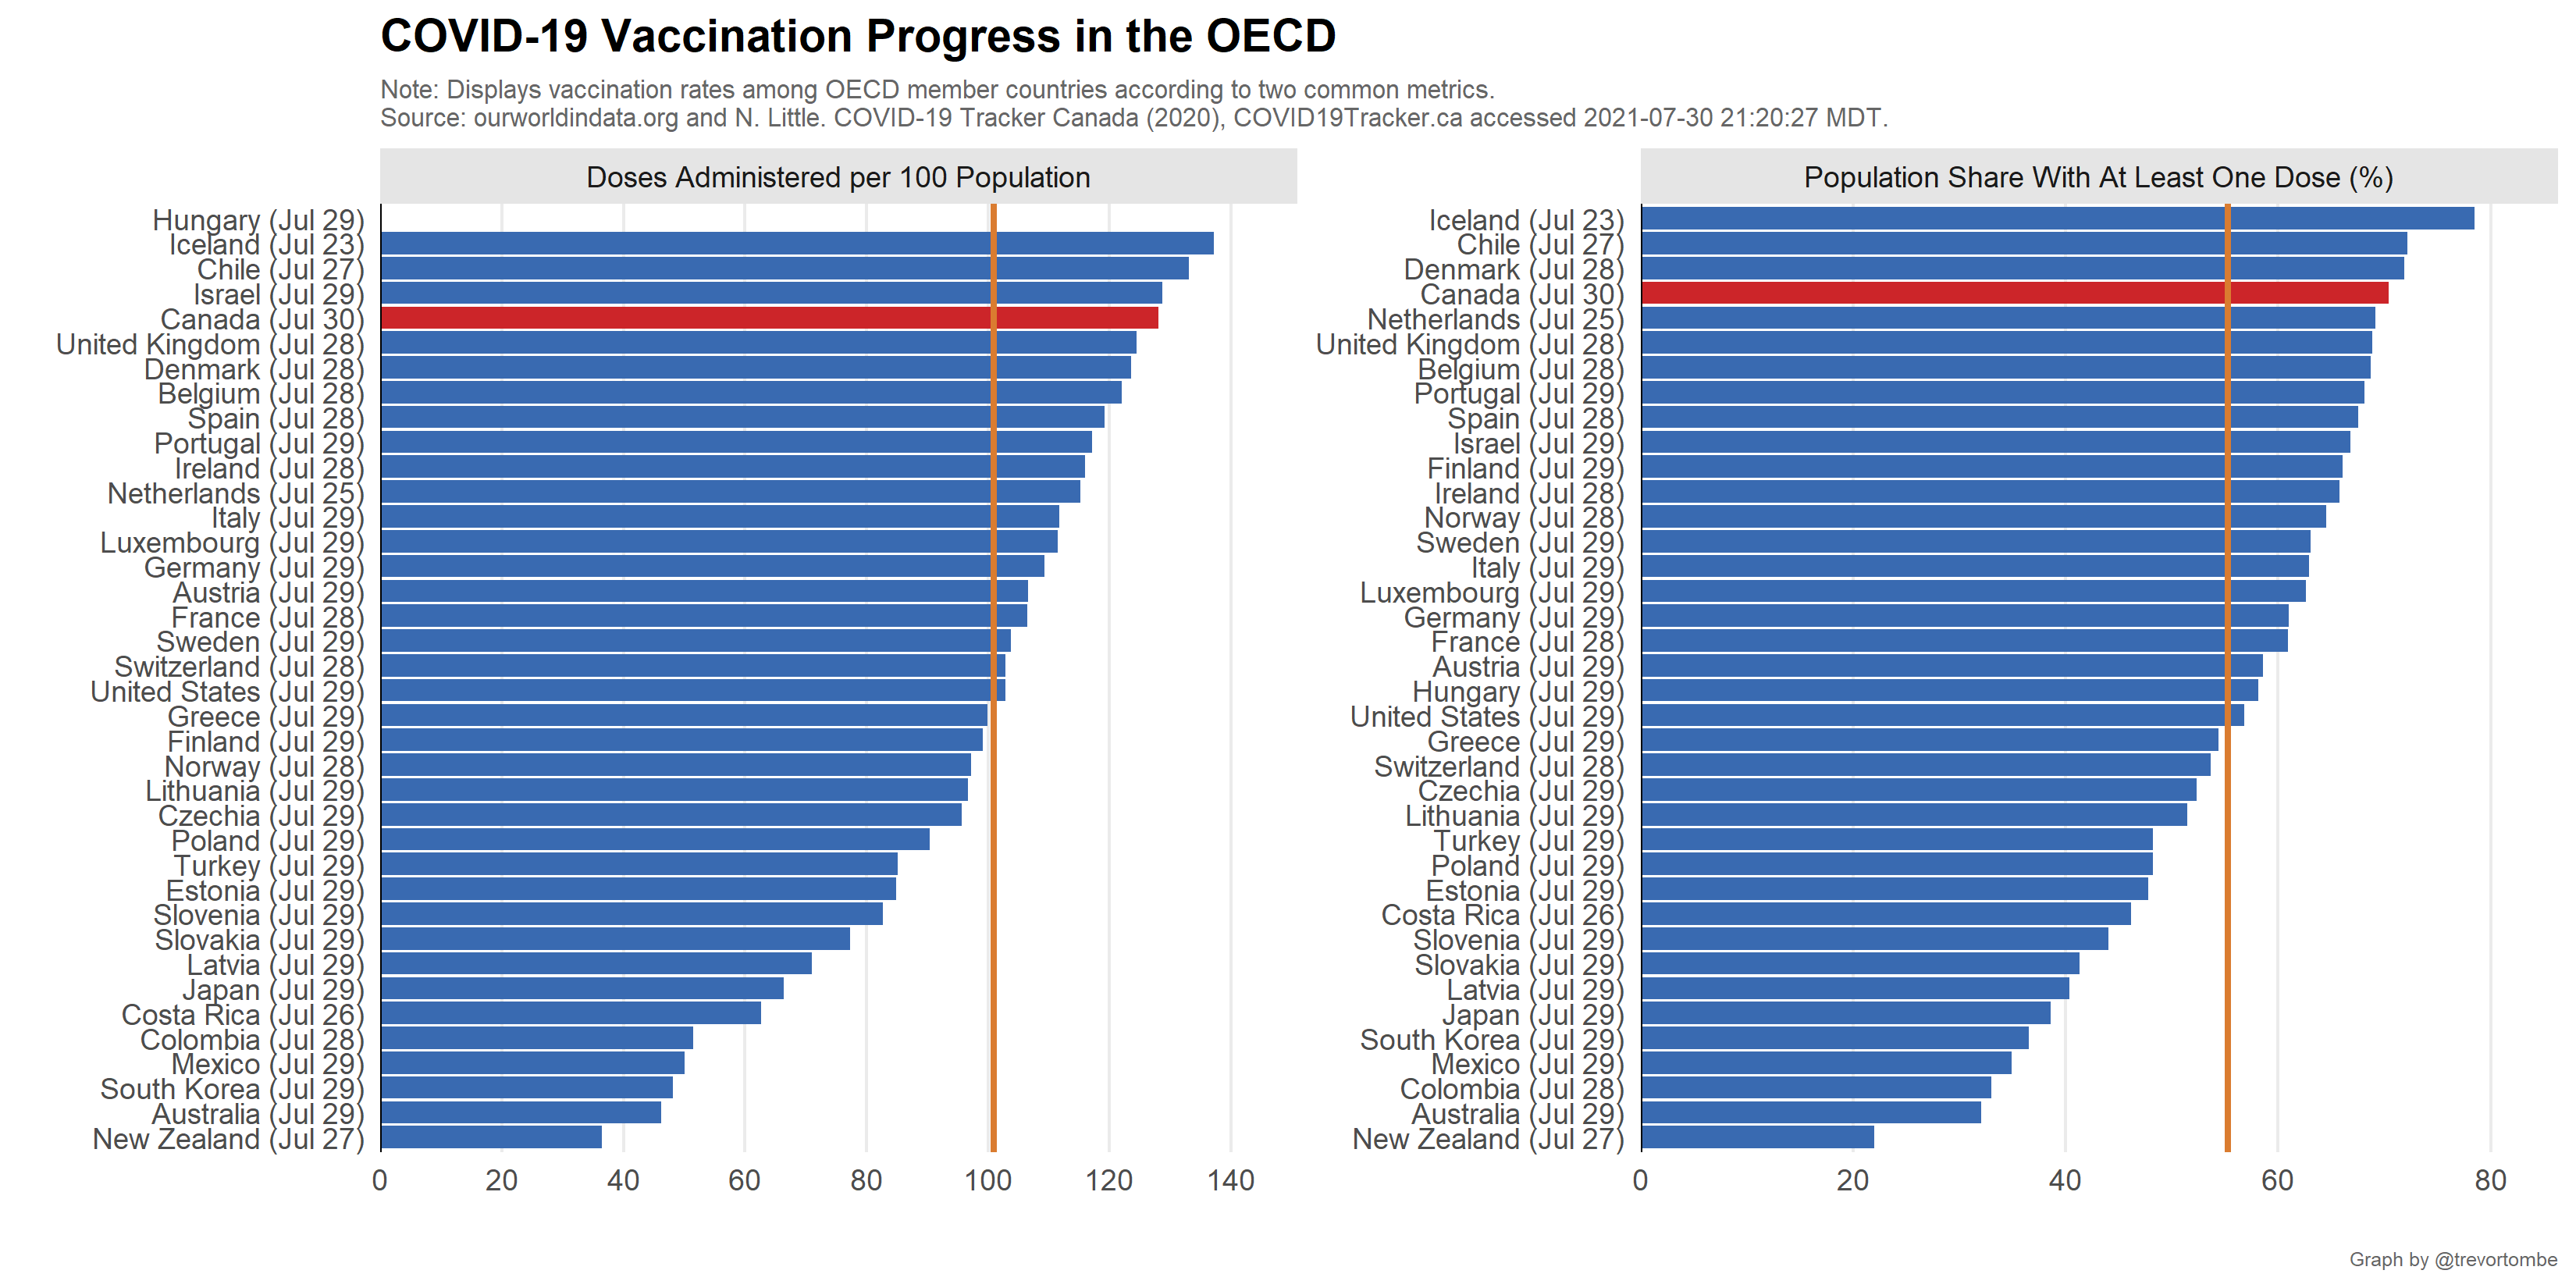 COVID-19 Vaccination Progress in the OECD
Note: Displays vaccination rates among OECD member countries according to two common metrics.
Source: ourworldindata.org and N. Little. COVID-19 Tracker Canada (2020), COVID19Tracker.ca accessed 2021-07-30 21:20:27 MDT.
Doses Administered per 100 Population
Hungary (Jul 29)
Iceland (Jul 23)
Chile (Jul 27)
Israel (Jul 29)
Canada (Jul 30)
United Kingdom (Jul 28)
Denmark (Jul 28)
Belgium (Jul 28)
Spain (Jul 28)
Portugal (Jul 29)
Ireland (Jul 28)
Netherlands (Jul 25)
Italy (Jul 29)
Luxembourg (Jul 29)
Germany (Jul 29)
Austria (Jul 29)
France (Jul 28)
Sweden (Jul 29)
Switzerland (Jul 28)
United States (Jul 29)
Greece (Jul 29)
Finland (Jul 29)
Norway (Jul 28)
Lithuania (Jul 29)
Czechia (Jul 29)
Poland (Jul 29)
Turkey (Jul 29)
Estonia (Jul 29)
Slovenia (Jul 29)
Slovakia (Jul 29)
Latvia (Jul 29)
Japan (Jul 29)
Costa Rica (Jul 26)
Colombia (Jul 28)
Mexico (Jul 29)
South Korea (Jul 29)
Australia (Jul 29)
New Zealand (Jul 27)
0 20 40 60 80 100 120 140
Population Share With At Least One Dose (%)
Iceland (Jul 23)
Chile (Jul 27)
Denmark (Jul 28)
Canada (Jul 30)
Netherlands (Jul 25)
United Kingdom (Jul 28)
Belgium (Jul 28)
Portugal (Jul 29)
Spain (Jul 28)
Israel (Jul 29)
Finland (Jul 29)
Ireland (Jul 28)
Norway (Jul 28)
Sweden (Jul 29)
Italy (Jul 29)
Luxembourg (Jul 29)
Germany (Jul 29)
France (Jul 28)
Austria (Jul 29)
Hungary (Jul 29)
United States (Jul 29)
Greece (Jul 29)
Switzerland (Jul 28)
Czechia (Jul 29)
Lithuania (Jul 29)
Turkey (Jul 29)
Poland (Jul 29)
Estonia (Jul 29)
Costa Rica (Jul 26)
Slovenia (Jul 29)
Slovakia (Jul 29)
Latvia (Jul 29)
Japan (Jul 29)
South Korea (Jul 29)
Mexico (Jul 29)
Colombia (Jul 28)
Australia (Jul 29)
New Zealand (Jul 27)
0 20 40 60 80
Graph by @trevortombe